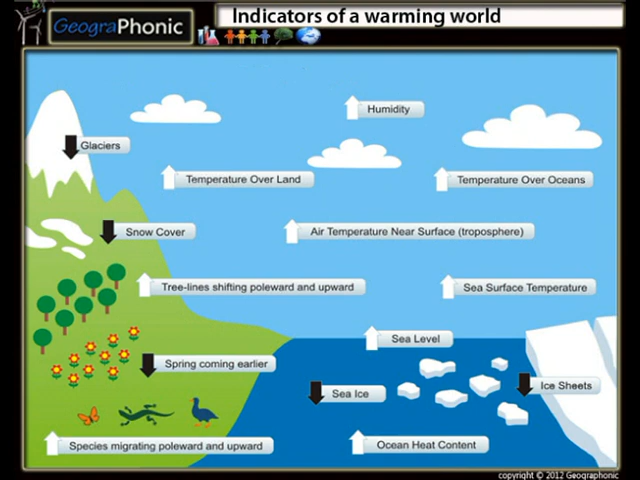 GeograPhonic
Indicators of a warming world
Humidity
Glaciers
Temperature Over Land
Temperature Over Oceans
Snow Cover
Air Temperature Near Surface (troposphere)
Tree-lines shifting poleward and upward
Sea Surface Temperature
Sea Level
Spring coming earlier
Sea Ice
Ice Sheets
Species migrating poleward and upward
Ocean Heat Content
copyright © 2012 Geographonic